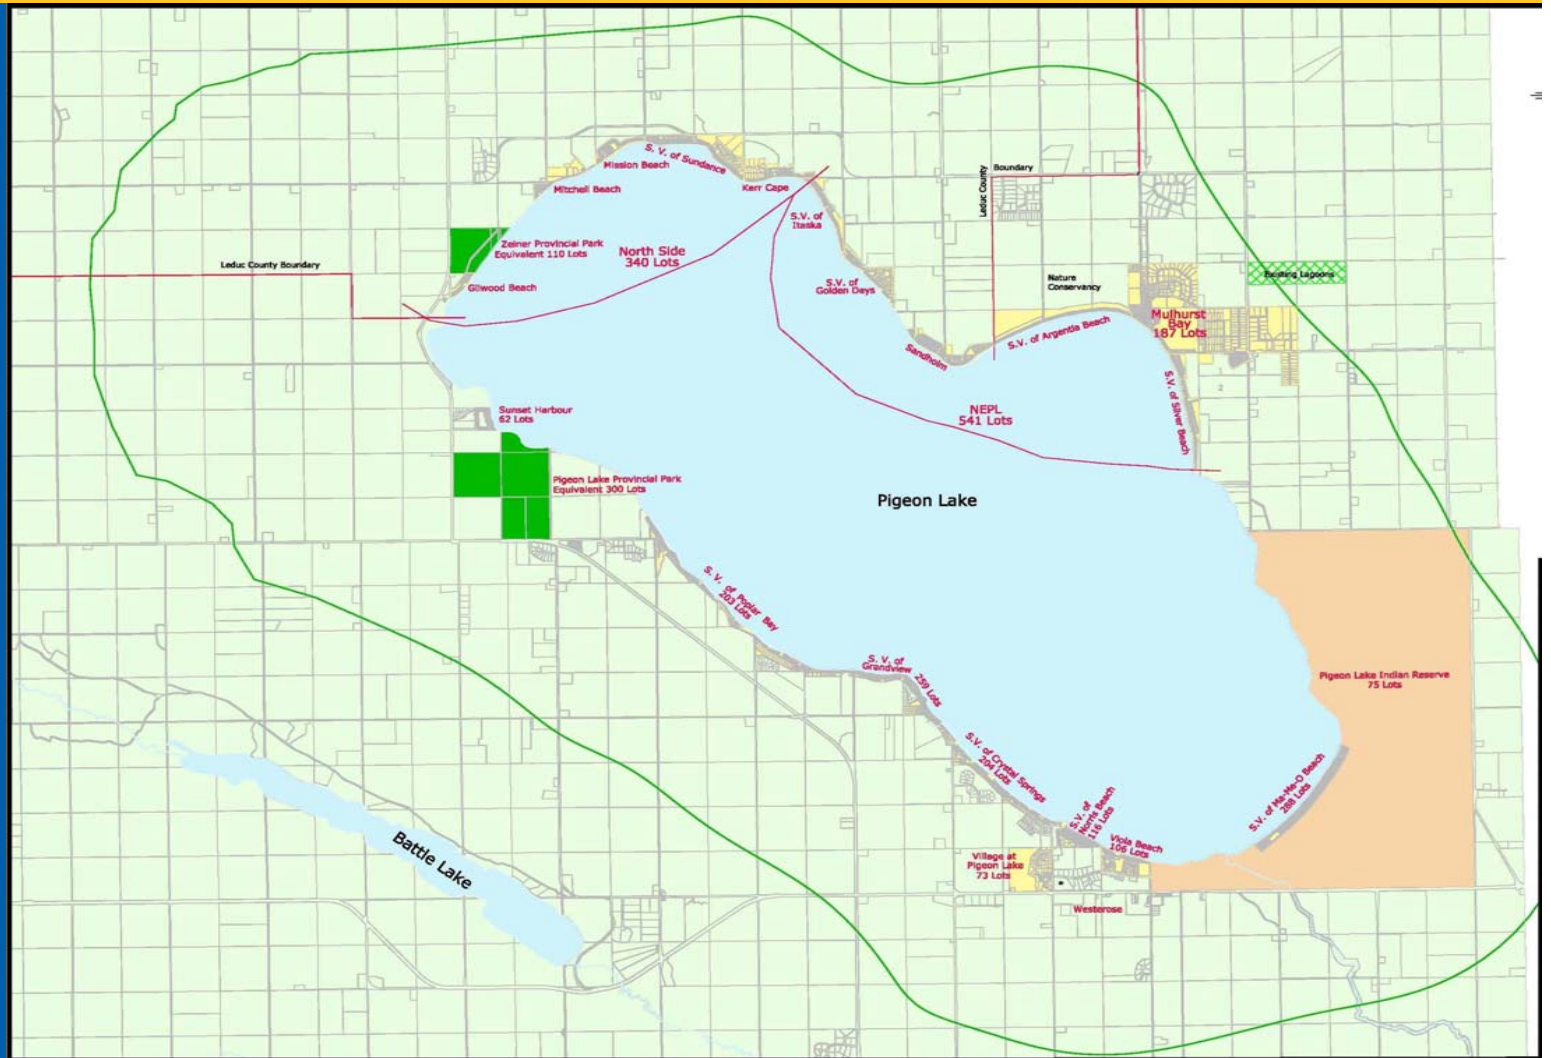 S. V. of Sundance
Mission Beach
Mitchell Beach
Kerr Cape
Leduc County
Boundary
S.V. of
Itaska
Zeiner Provincial Park
Equivalent 110 Lots
North Side
340 Lots
Leduc County Boundary
Gilwood Beach
S.V. of
Golden Days
Nature
Conservancy
Existing Lagoons
Mulhurst
Bay
187 Lots
S.V. of Argentia Beach
Sandholm
S.V. of Silver Beach
Sunset Harbour
62 Lots
NEPL
541 Lots
Pigeon Lake Provincial Park
Equivalent 300 Lots
Pigeon Lake
S. V. of Poplar Bay
203 Lots
S. V. of
Grandview
259 Lots
Pigeon Lake Indian Reserve
75 Lots
S.V. of Crystal Springs
204 Lots
S.V. of
Norris Beach
116 Lots
Viola Beach
106 Lots
S.V. of Ma-Me-O Beach
288 Lots
Village at
Pigeon Lake
73 Lots
Westerose
Battle Lake